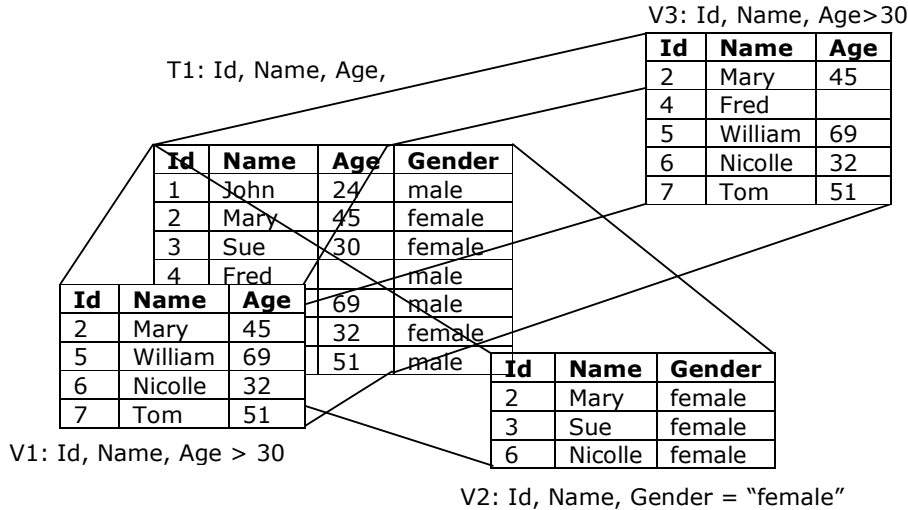 V3: Id, Name, Age>30
Id Name Age
2 Mary 45
4 Fred
5 William 69
6 Nicolle 32
7 Tom 51
T1: Id, Name, Age,
Id Name Age Gender
1 John 24 male
2 Mary 45 female
3 Sue 30 female
4 Fred male
69 male
32 female
51 male
Id Name Age
2 Mary 45
5 William 69
6 Nicolle 32
7 Tom 51
V1: Id, Name, Age > 30
Id Name Gender
2 Mary female
3 Sue female
6 Nicolle female
V2: Id, Name, Gender = “female”